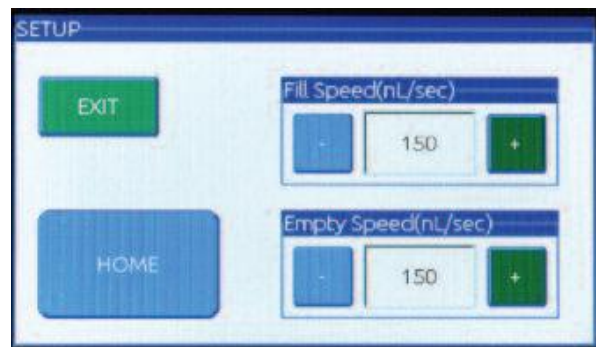 SETUP
EXIT
Fill Speed(nL/sec)
- 150 +
HOME
Empty Speed(nL/sec)
- 150 +